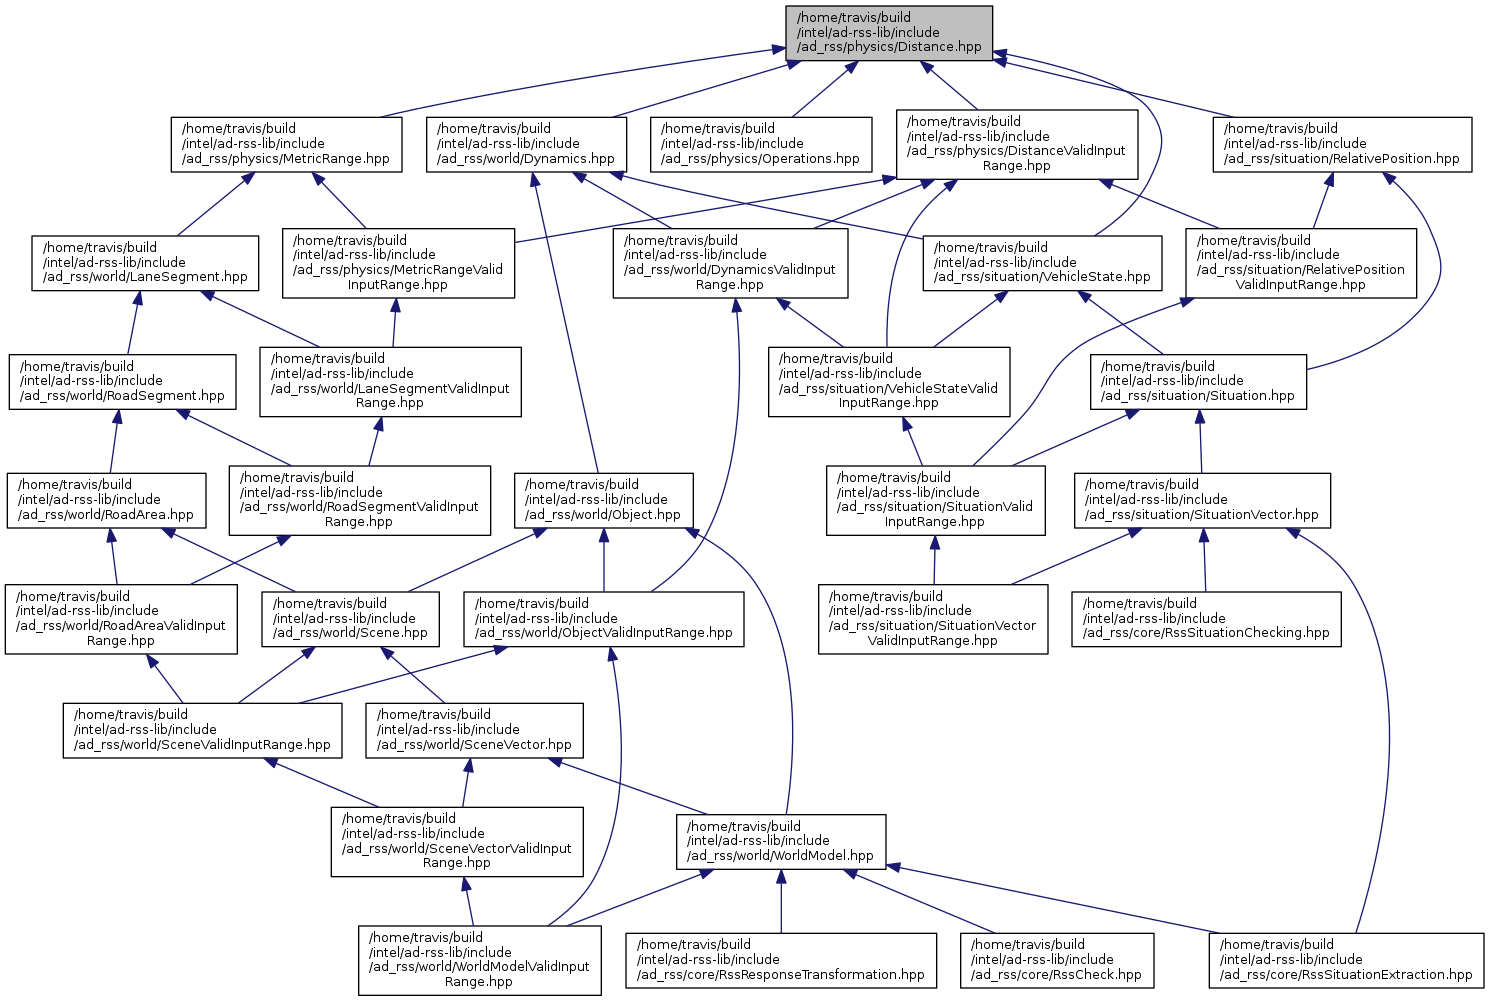 /home/travis/build
/intel/ad-rss-lib/include
/ad_rss/physics/Distance.hpp
/home/travis/build
/intel/ad-rss-lib/include
/ad_rss/physics/MetricRange.hpp
/home/travis/build
/intel/ad-rss-lib/include
/ad_rss/world/Dynamics.hpp
/home/travis/build
/intel/ad-rss-lib/include
/ad_rss/physics/Operations.hpp
/home/travis/build
/intel/ad-rss-lib/include
/ad_rss/physics/DistanceValidInput
Range.hpp
/home/travis/build
/intel/ad-rss-lib/include
/ad_rss/situation/RelativePosition.hpp
/home/travis/build
/intel/ad-rss-lib/include
/ad_rss/world/LaneSegment.hpp
/home/travis/build
/intel/ad-rss-lib/include
/ad_rss/physics/MetricRangeValid
InputRange.hpp
/home/travis/build
/intel/ad-rss-lib/include
/ad_rss/world/DynamicsValidInput
Range.hpp
/home/travis/build
/intel/ad-rss-lib/include
/ad_rss/situation/VehicleState.hpp
/home/travis/build
/intel/ad-rss-lib/include
/ad_rss/situation/RelativePosition
ValidInputRange.hpp
/home/travis/build
/intel/ad-rss-lib/include
/ad_rss/world/RoadSegment.hpp
/home/travis/build
/intel/ad-rss-lib/include
/ad_rss/world/LaneSegmentValidInput
Range.hpp
/home/travis/build
/intel/ad-rss-lib/include
/ad_rss/situation/VehicleStateValid
InputRange.hpp
/home/travis/build
/intel/ad-rss-lib/include
/ad_rss/situation/Situation.hpp
/home/travis/build
/intel/ad-rss-lib/include
/ad_rss/world/RoadArea.hpp
/home/travis/build
/intel/ad-rss-lib/include
/ad_rss/world/RoadSegmentValidInput
Range.hpp
/home/travis/build
/intel/ad-rss-lib/include
/ad_rss/world/Object.hpp
/home/travis/build
/intel/ad-rss-lib/include
/ad_rss/situation/SituationValid
InputRange.hpp
/home/travis/build
/intel/ad-rss-lib/include
/ad_rss/situation/SituationVector.hpp
/home/travis/build
/intel/ad-rss-lib/include
/ad_rss/world/RoadAreaValidInput
Range.hpp
/home/travis/build
/intel/ad-rss-lib/include
/ad_rss/world/Scene.hpp
/home/travis/build
/intel/ad-rss-lib/include
/ad_rss/world/ObjectValidInputRange.hpp
/home/travis/build
/intel/ad-rss-lib/include
/ad_rss/situation/SituationVector
ValidInputRange.hpp
/home/travis/build
/intel/ad-rss-lib/include
/ad_rss/core/RssSituationChecking.hpp
/home/travis/build
/intel/ad-rss-lib/include
/ad_rss/world/SceneValidInputRange.hpp
/home/travis/build
/intel/ad-rss-lib/include
/ad_rss/world/SceneVector.hpp
/home/travis/build
/intel/ad-rss-lib/include
/ad_rss/world/SceneVectorValidInput
Range.hpp
/home/travis/build
/intel/ad-rss-lib/include
/ad_rss/world/WorldModel.hpp
/home/travis/build
/intel/ad-rss-lib/include
/ad_rss/world/WorldModelValidInput
Range.hpp
/home/travis/build
/intel/ad-rss-lib/include
/ad_rss/core/RssResponseTransformation.hpp
/home/travis/build
/intel/ad-rss-lib/include
/ad_rss/core/RssCheck.hpp
/home/travis/build
/intel/ad-rss-lib/include
/ad_rss/core/RssSituationExtraction.hpp